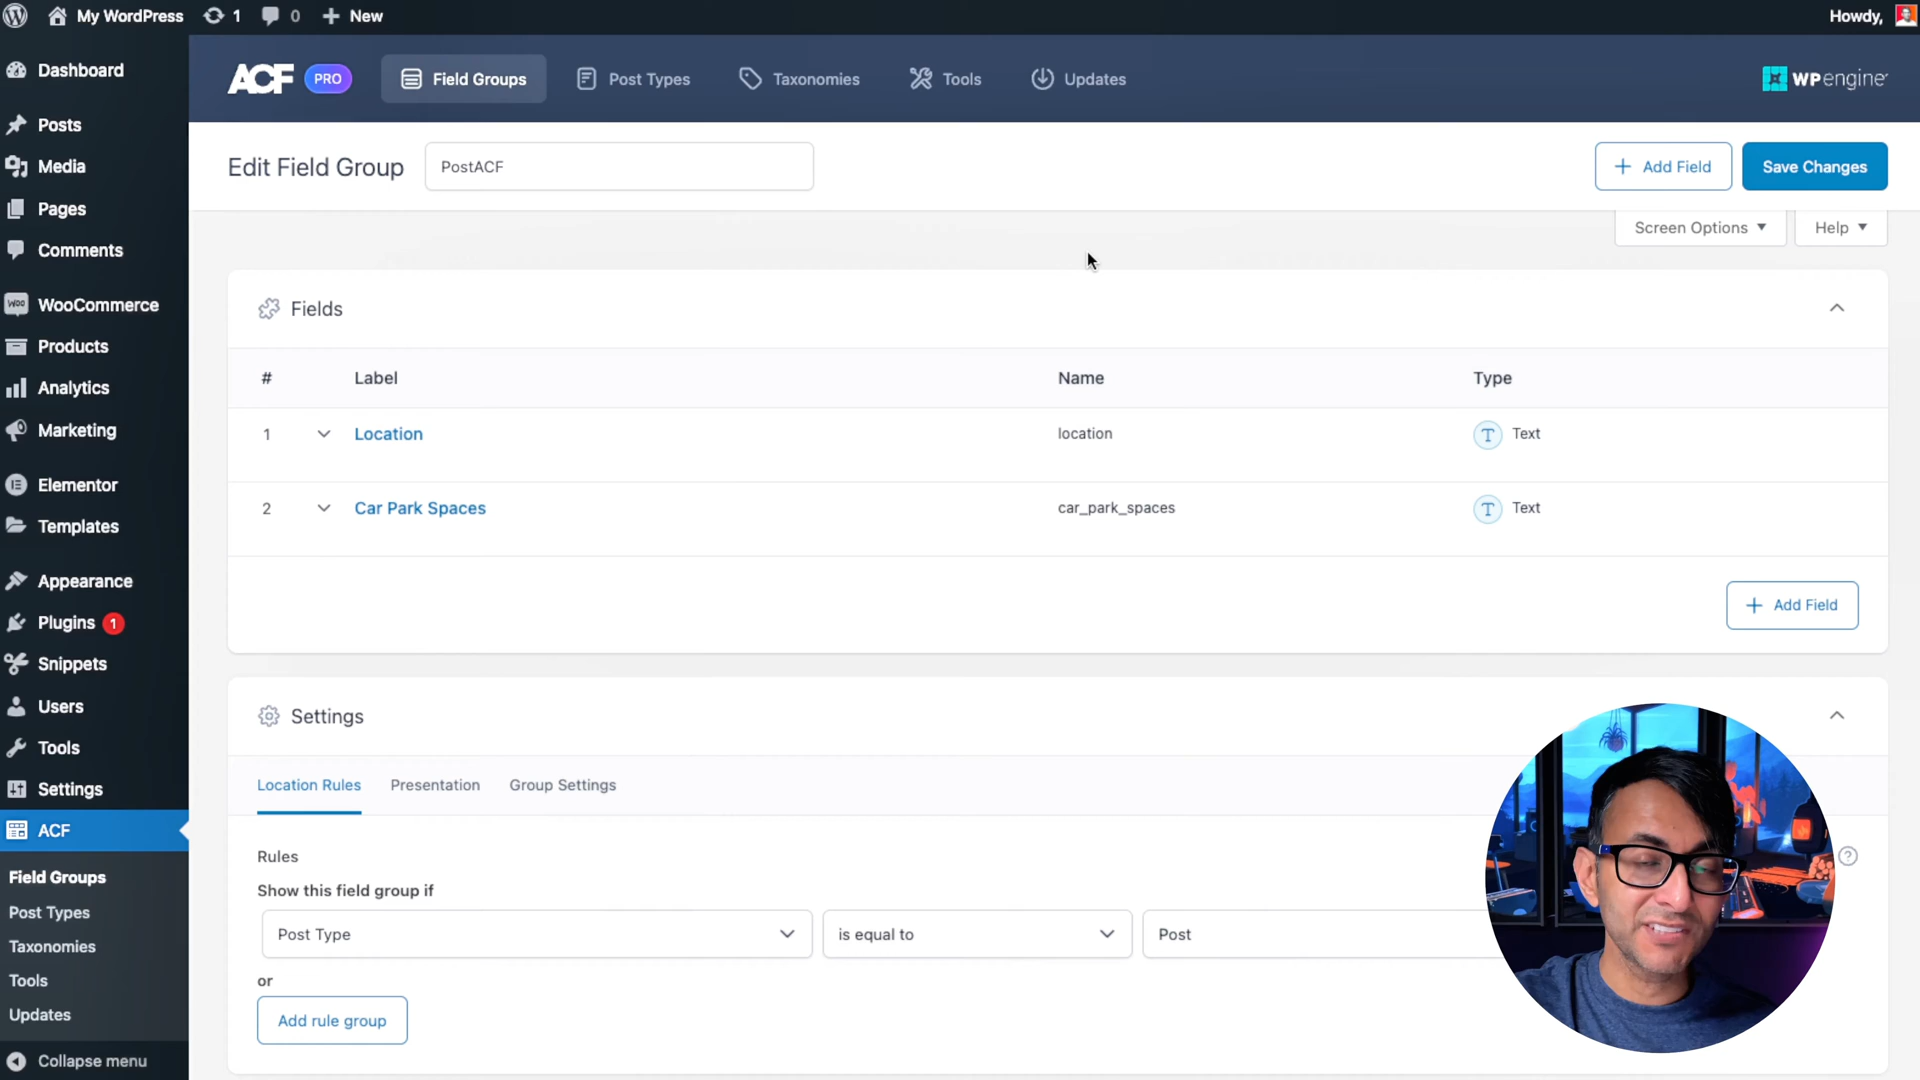 My WordPress 1 0 New Howdy,
Dashboard
Posts
Media
Pages
Comments
WooCommerce
Products
Analytics
Marketing
Elementor
Templates
Appearance
Plugins 1
Snippets
Users
Tools
Settings
ACF
Field Groups
Post Types
Taxonomies
Tools
Updates
Collapse menu
ACF PRO Field Groups Post Types Taxonomies Tools Updates WPengine
Edit Field Group PostACF + Add Field Save Changes
Screen Options Help
Fields
# Label Name Type
1 Location location T Text
2 Car Park Spaces car_park_spaces T Text
+ Add Field
Settings
Location Rules Presentation Group Settings
Rules ?
Show this field group if
Post Type is equal to Post
or
Add rule group